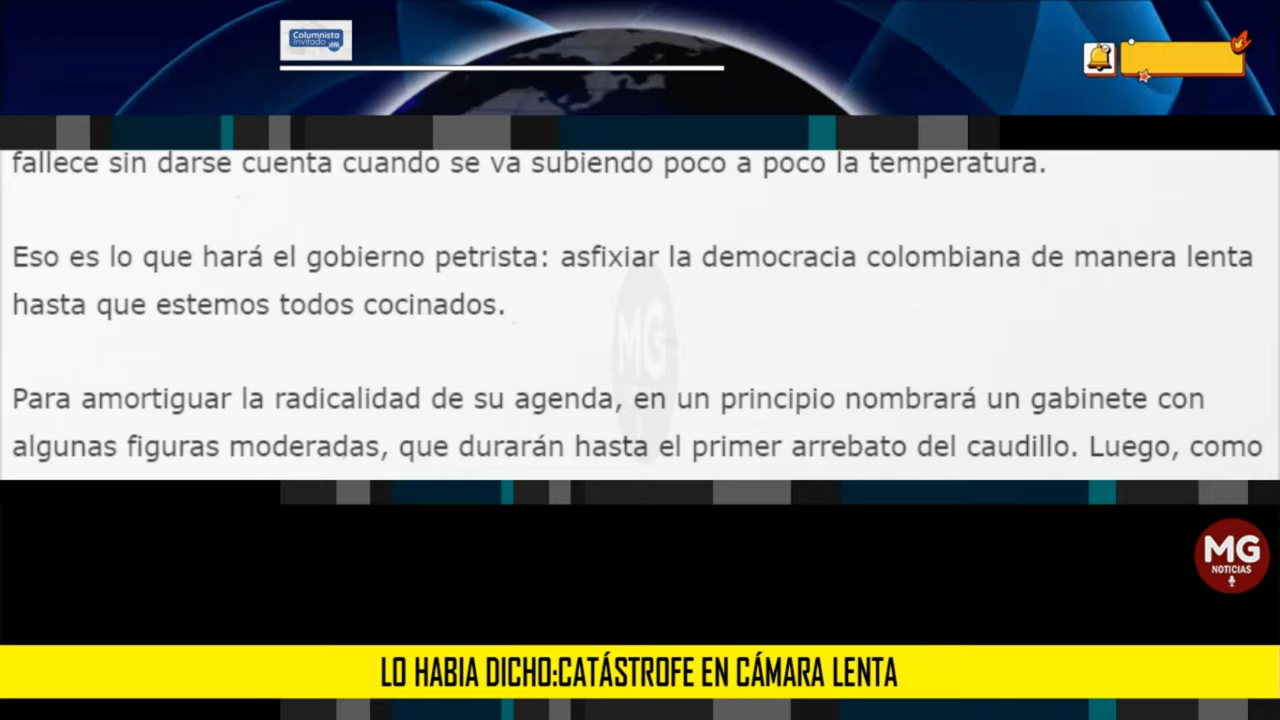 Columnista
Invitado
fallece sin darse cuenta cuando se va subiendo poco a poco la temperatura.
Eso es lo que hará el gobierno petrista: asfixiar la democracia colombiana de manera lenta
hasta que estemos todos cocinados.
MG
Para amortiguar la radicalidad de su agenda, en un principio nombrará un gabinete con
algunas figuras moderadas, que durarán hasta el primer arrebato del caudillo. Luego, como
MG
NOTICIAS
LO HABIA DICHO:CATÁSTROFE EN CÁMARA LENTA